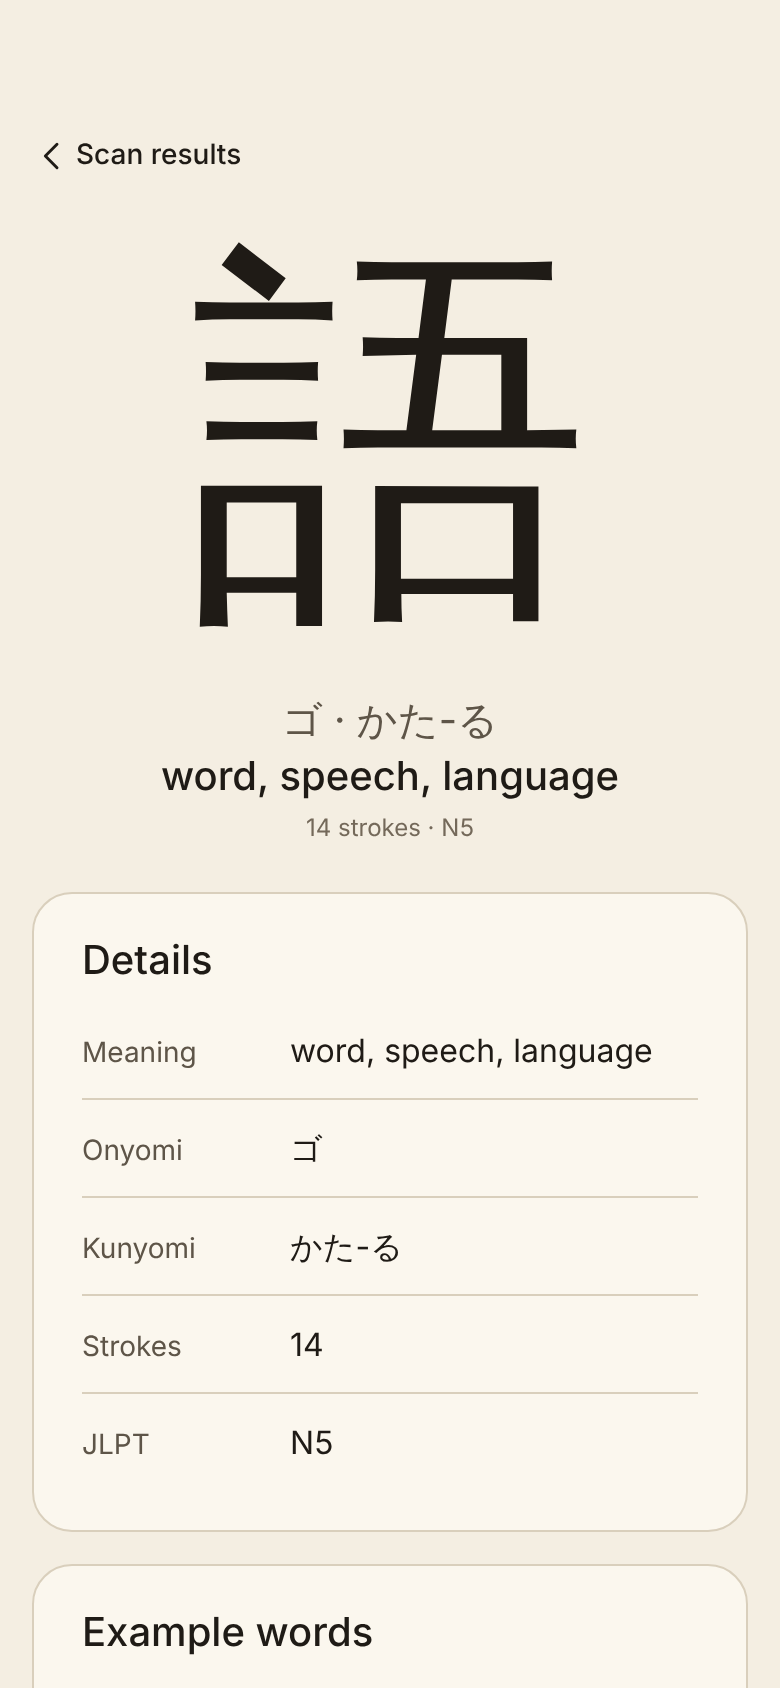 Scan results
語
ゴ · かた-る
word, speech, language
14 strokes · N5
Details
Meaning word, speech, language
Onyomi ゴ
Kunyomi かた-る
Strokes 14
JLPT N5
Example words